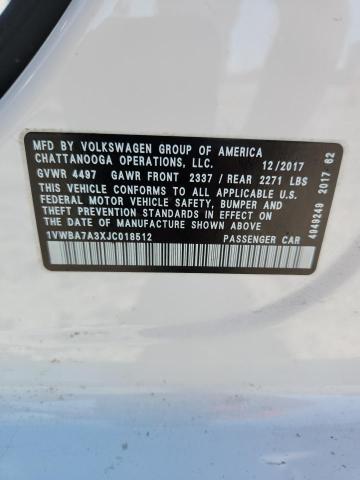 MFD BY VOLKSWAGEN GROUP OF AMERICA
CHATTANOOGA OPERATIONS, LLC. 12/2017
GVWR 4497 GAWR FRONT 2337 / REAR 2271 LBS
THIS VEHICLE CONFORMS TO ALL APPLICABLE U.S.
FEDERAL MOTOR VEHICLE SAFETY, BUMPER, AND
THEFT PREVENTION STANDARDS IN EFFECT ON THE
DATE OF MANUFACTURE SHOWN ABOVE
1VWBA7A3XJC018512 PASSENGER CAR
4949249 2017 62